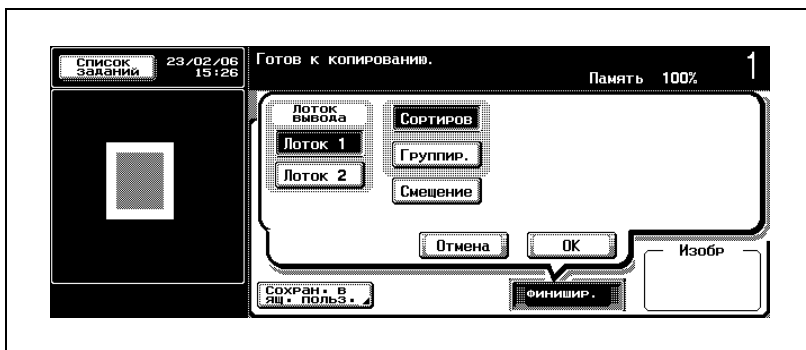 Список
заданий
23/02/06
15:26
Готов к копированию.
Память 100%
1
Лоток
вывода
Лоток 1
Лоток 2
Сортиров
Группир.
Смещение
Отмена
OK
Изобр
Сохран. в
ящ. польз.
Финишир.